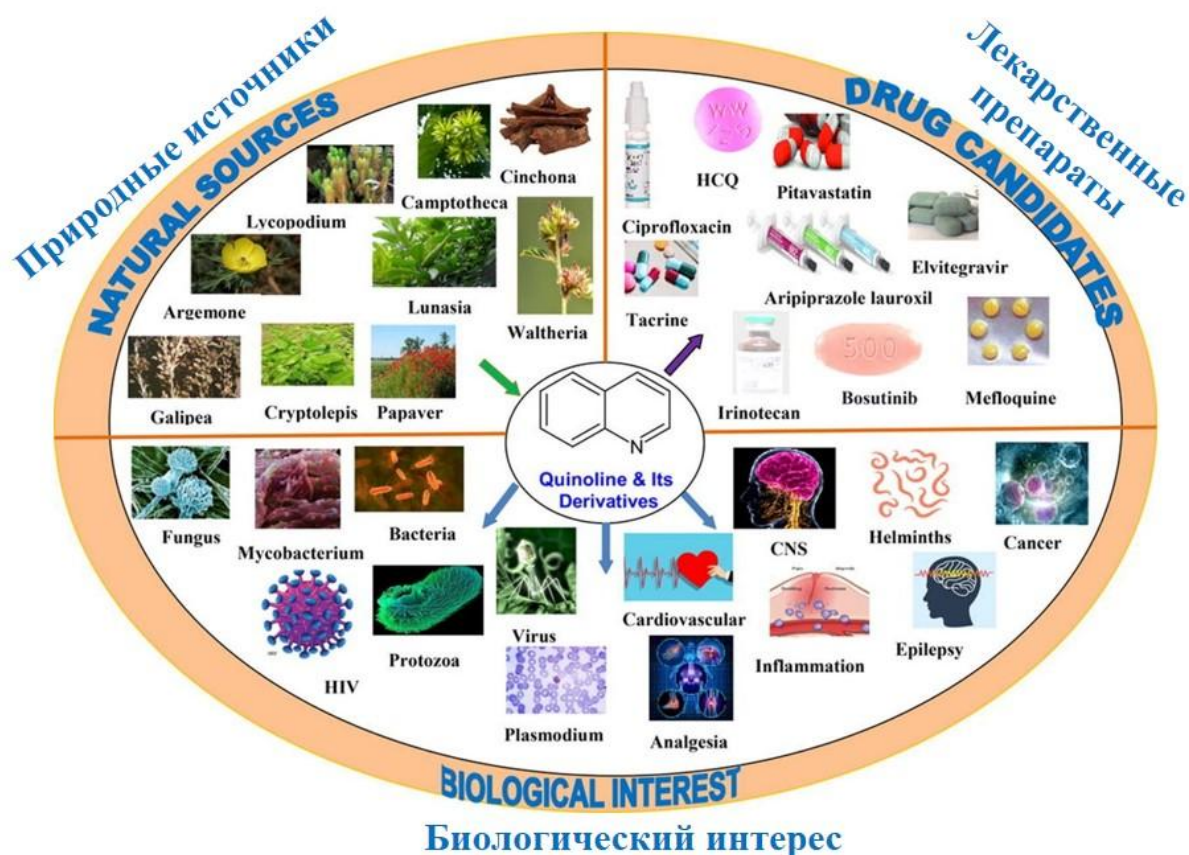 Природные источники
NATURAL SOURCES
Cinchona
Camptotheca
Lycopodium
Argemone
Lunasia
Waltheria
Galipea
Cryptolepis
Papaver
Лекарственные
препараты
DRUG CANDIDATES
HCQ
Pitavastatin
Ciprofloxacin
Elvitegravir
Aripiprazole lauroxil
Tacrine
500
Irinotecan
Bosutinib
Mefloquine
N
Quinoline & Its
Derivatives
Fungus
Mycobacterium
Bacteria
CNS
Helminths
Cancer
HIV
Protozoa
Virus
Cardiovascular
Inflammation
Epilepsy
Plasmodium
Analgesia
BIOLOGICAL INTEREST
Биологический интерес